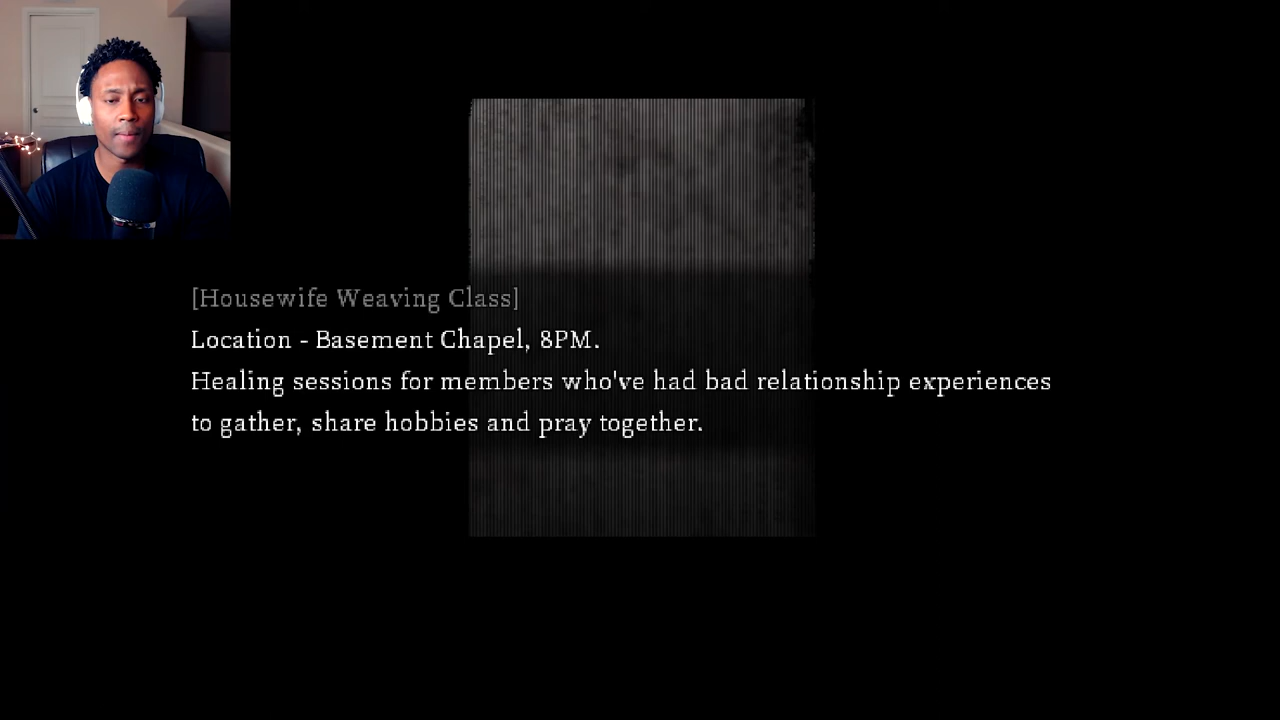 [Housewife Weaving Class]
Location - Basement Chapel, 8PM.
Healing sessions for members who've had bad relationship experiences
to gather, share hobbies and pray together.